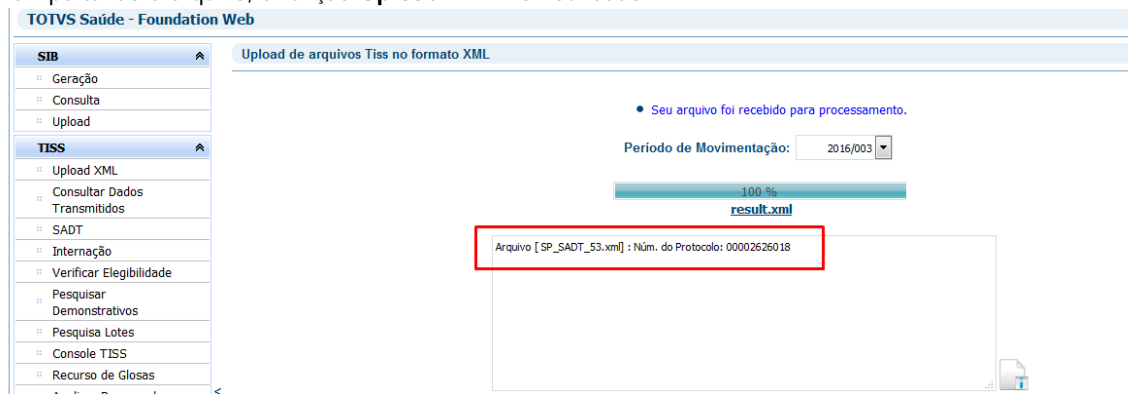 TOTVS Saúde - Foundation Web
SIB
Geração
Consulta
Upload
TISS
Upload XML
Consultar Dados
Transmitidos
SADT
Internação
Verificar Elegibilidade
Pesquisar
Demonstrativos
Pesquisa Lotes
Console TISS
Recurso de Glosas
Upload de arquivos Tiss no formato XML
Seu arquivo foi recebido para processamento.
Período de Movimentação: 2016/003
100 %
result.xml
Arquivo [ SP_SADT_53.xml] : Núm. do Protocolo: 00002626018